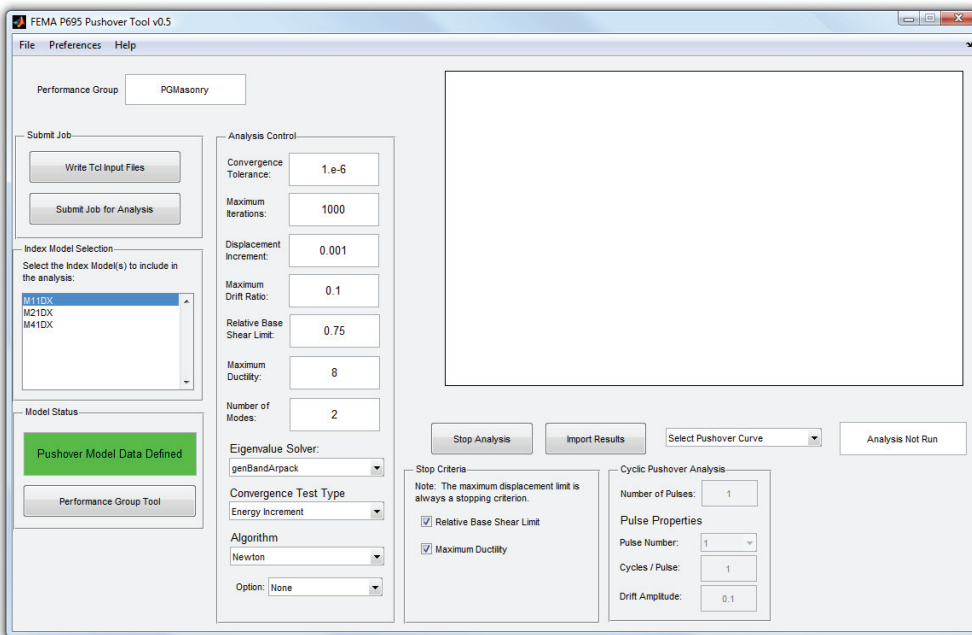 FEMA P695 Pushover Tool v0.5
File Preferences Help
Performance Group
PGMasonry
Submit Job
Write Tcl Input Files
Submit Job for Analysis
Index Model Selection
Select the Index Model(s) to include in
the analysis:
M11DX
M21DX
M41DX
Model Status
Pushover Model Data Defined
Performance Group Tool
Analysis Control
Convergence
Tolerance:
1.e-6
Maximum
Iterations:
1000
Displacement
Increment:
0.001
Maximum
Drift Ratio:
0.1
Relative Base
Shear Limit:
0.75
Maximum
Ductility:
8
Number of
Modes:
2
Eigenvalue Solver:
genBandArpack
Convergence Test Type
Energy Increment
Algorithm
Newton
Option: None
Stop Analysis
Import Results
Select Pushover Curve
Analysis Not Run
Stop Criteria
Note: The maximum displacement limit is
always a stopping criterion.
Relative Base Shear Limit
Maximum Ductility
Cyclic Pushover Analysis
Number of Pulses: 1
Pulse Properties
Pulse Number: 1
Cycles / Pulse: 1
Drift Amplitude: 0.1